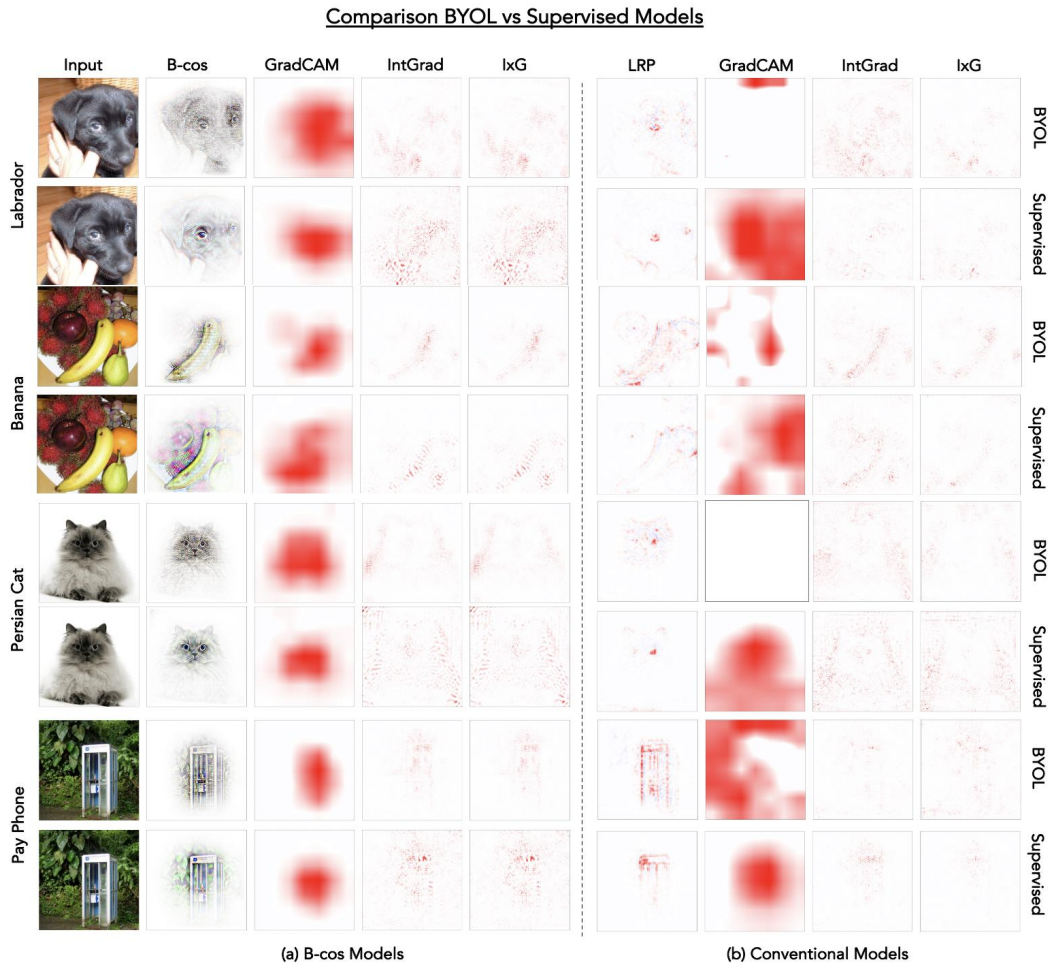 Comparison BYOL vs Supervised Models
Input B-cos GradCAM IntGrad IxG LRP GradCAM IntGrad IxG
Labrador
BYOL
Supervised
Banana
BYOL
Supervised
Persian Cat
BYOL
Supervised
Pay Phone
BYOL
Supervised
(a) B-cos Models (b) Conventional Models